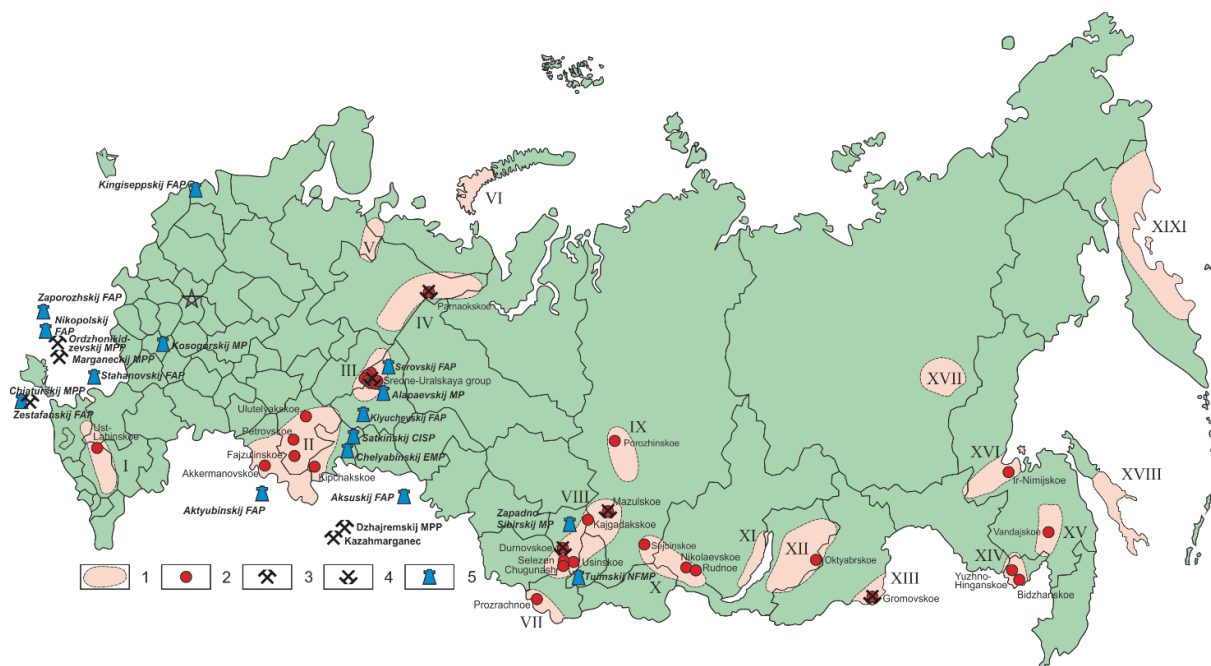 VI
XIXI
Kingiseppskij FAP
V
Zaporozhskij FAP
Parnaokskoe
Nikopolskij
FAP
IV
Ordzhonikid-
zevskij MPP
Kosogorskij MP
Marganeckij MPP
III
Serovskij FAP
Stahanovskij FAP
Sredne-Uralskaya group
XVII
Chiaturskij MPP
Alapaevskij MP
Zestafanskij FAP
Ulutelyakskoe
Klyuchevskij FAP
Ust-
Labinskoe
Petrovskoe
IX
Satkinskij CISP
II
Porozhinskoe
Fajzulinskoe
Chelyabinskij EMP
XVI
I
Akkermanovskoe
Kipchakskoe
Ir-Nimijskoe
XVIII
Aksuskij FAP
VIII
Mazulskoe
Aktyubinskij FAP
Zapadno-
Sibirskij MP
Kajgadakskoe
Dzhajremskij MPP
Vandajskoe
XV
Kazahmarganec
Durnovskoe
Sejbinskoe
XI
XII
Selezen
Usinskoe
Nikolaevskoe
Oktyabrskoe
XIV
Chugunash
Rudnoe
XIII
Yuzhno-
Hinganskoe
1
2
3
4
5
Tuimskij NFMP
X
Bidzhanskoe
Prozrachnoe
Gromovskoe
VII